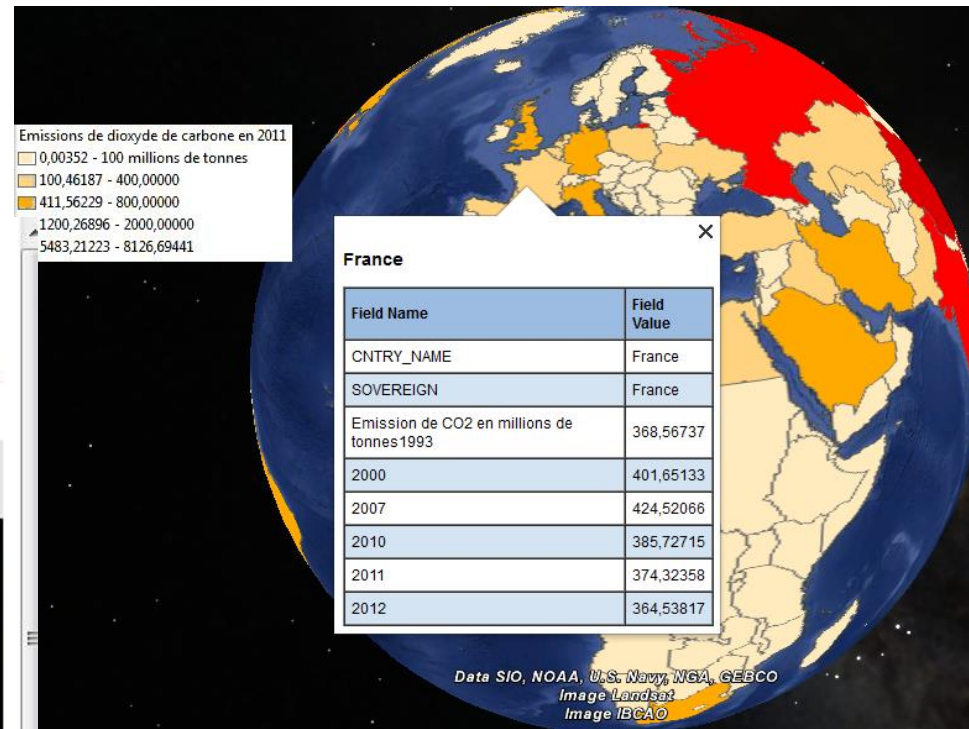 Emissions de dioxyde de carbone en 2011
0,00352 - 100 millions de tonnes
100,46187 - 400,00000
411,56229 - 800,00000
1200,26896 - 2000,00000
5483,21223 - 8126,69441
France
Field Name Field Value
CNTRY_NAME France
SOVEREIGN France
Emission de CO2 en millions de
tonnes1993 368,56737
2000 401,65133
2007 424,52066
2010 385,72715
2011 374,32358
2012 364,53817
Data SIO, NOAA, U.S. Navy, NGA, GEBCO
Image Landsat
Image IBCAO